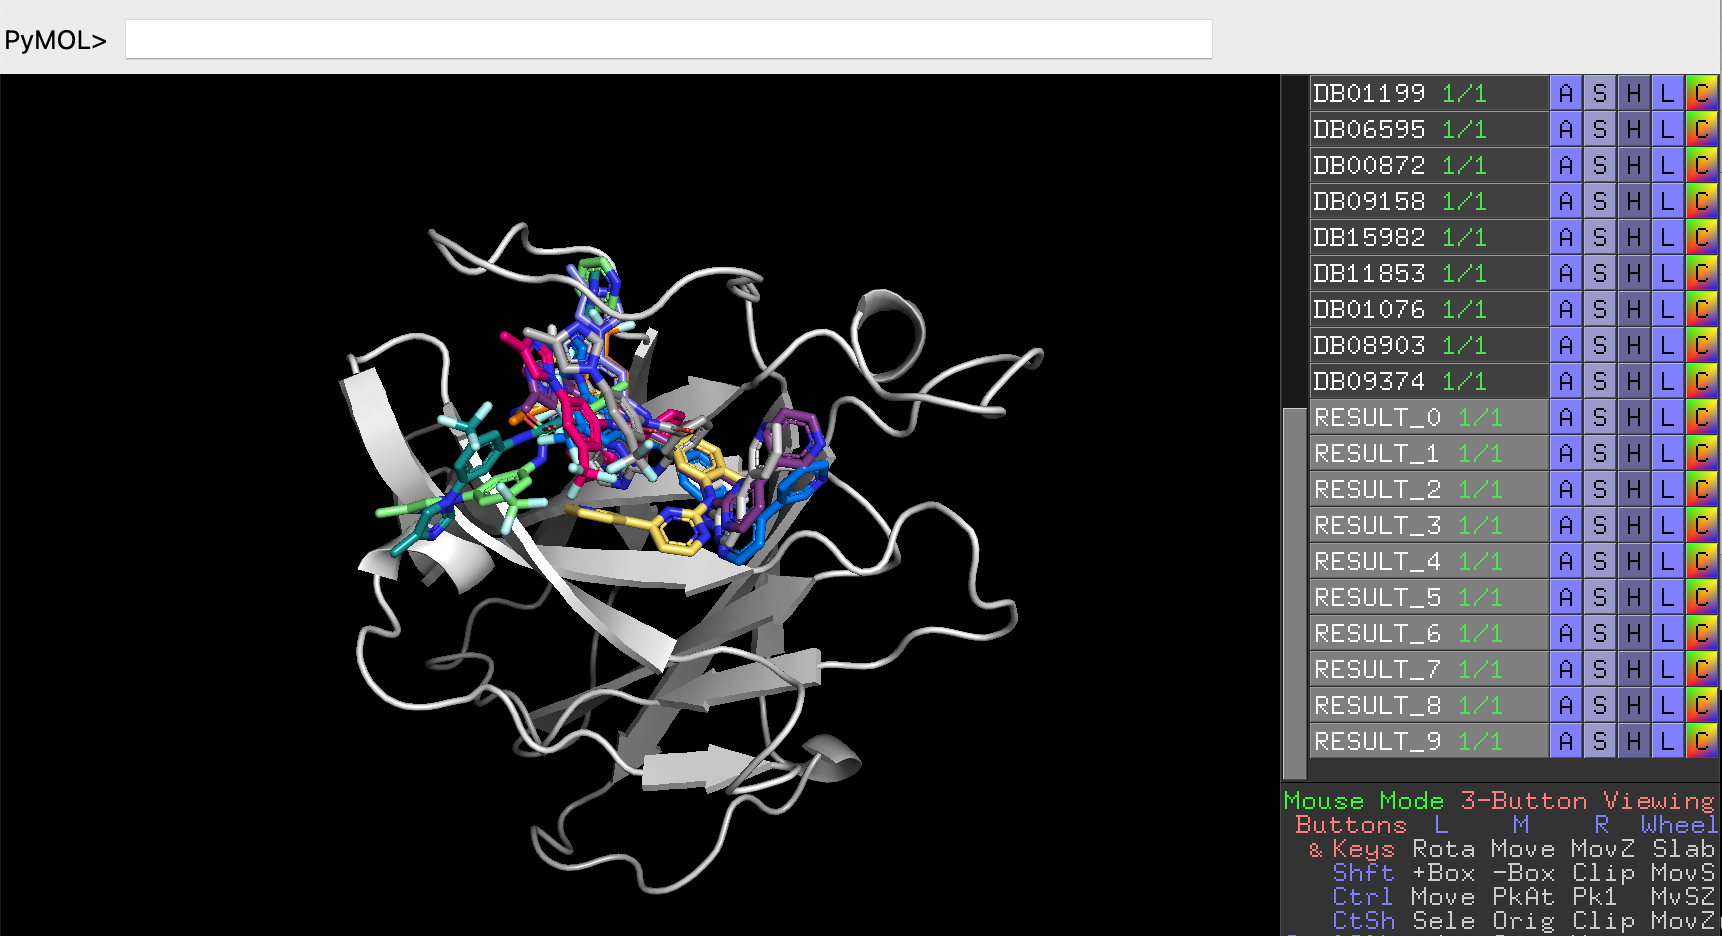 PyMOL>
DB01199 1/1 A S H L C
DB06595 1/1 A S H L C
DB00872 1/1 A S H L C
DB09158 1/1 A S H L C
DB15982 1/1 A S H L C
DB11853 1/1 A S H L C
DB01076 1/1 A S H L C
DB08903 1/1 A S H L C
DB09374 1/1 A S H L C
RESULT_0 1/1 A S H L C
RESULT_1 1/1 A S H L C
RESULT_2 1/1 A S H L C
RESULT_3 1/1 A S H L C
RESULT_4 1/1 A S H L C
RESULT_5 1/1 A S H L C
RESULT_6 1/1 A S H L C
RESULT_7 1/1 A S H L C
RESULT_8 1/1 A S H L C
RESULT_9 1/1 A S H L C
Mouse Mode 3-Button Viewing
Buttons L M R Wheel
& Keys Rota Move MovZ Slab
Shft +Box -Box Clip MovS
Ctrl Move PkAt Pk1 MvSZ
CtSh Sele Orig Clip MovZ